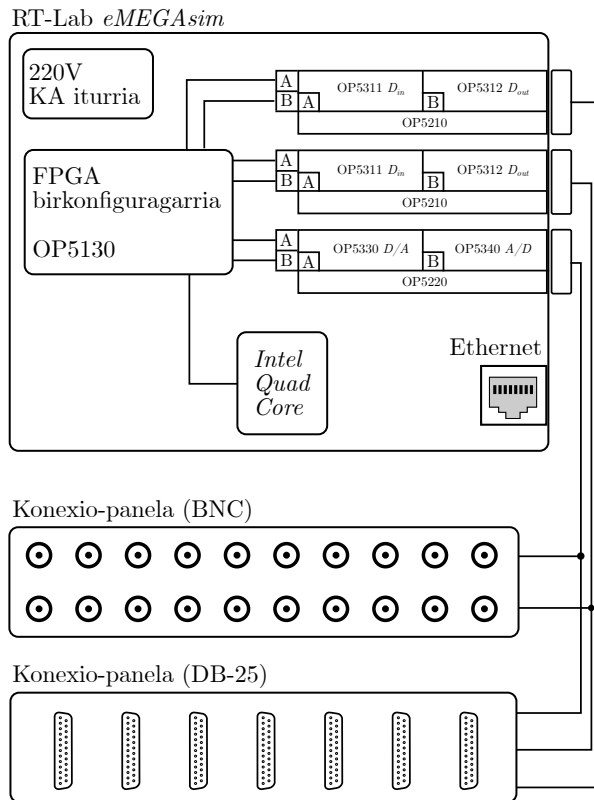 RT-Lab eMEGAsim
220V
KA iturria
A
B
A
OP5311 Din
B
OP5312 Dout
OP5210
FPGA
birkonfiguragarria
OP5130
A
B
A
OP5311 Din
B
OP5312 Dout
OP5210
A
B
A
OP5330 D/A
B
OP5340 A/D
OP5220
Intel
Quad
Core
Ethernet
Konexio-panela (BNC)
Konexio-panela (DB-25)